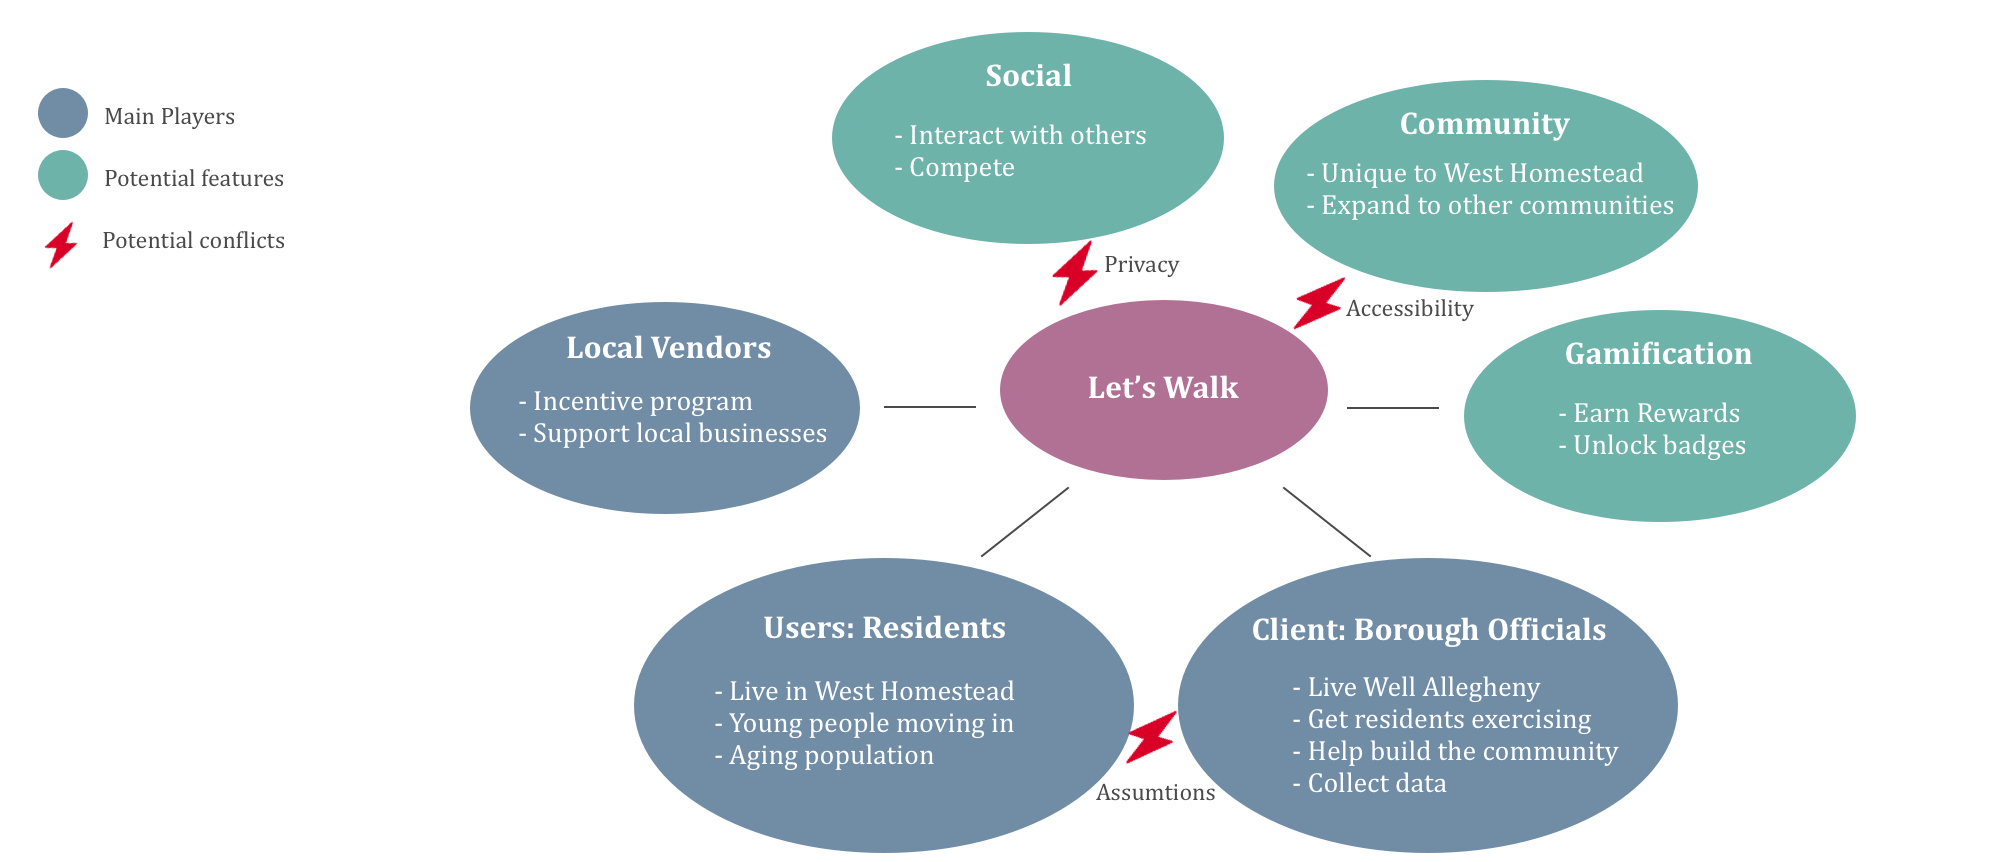 Main Players
Potential features
Potential conflicts
Social
- Interact with others
- Compete
Community
- Unique to West Homestead
- Expand to other communities
Privacy
Accessibility
Local Vendors
- Incentive program
- Support local businesses
Let’s Walk
Gamification
- Earn Rewards
- Unlock badges
Users: Residents
- Live in West Homestead
- Young people moving in
- Aging population
Client: Borough Officials
- Live Well Allegheny
- Get residents exercising
- Help build the community
- Collect data
Assumtions